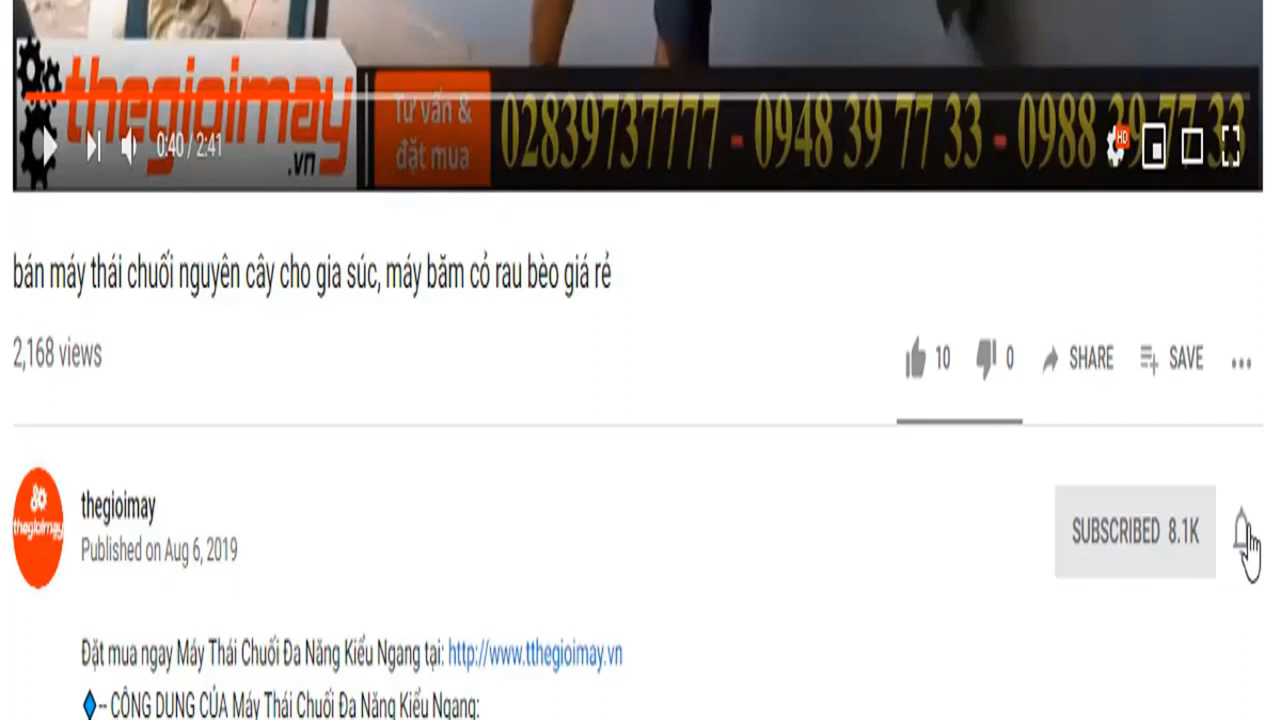 thegioimay
.vn
Tư vấn &
đặt mua
02839737777 - 0948 39 77 33 - 0988 39 77 33
0:40 / 2:41
HD
bán máy thái chuối nguyên cây cho gia súc, máy băm cỏ rau bèo giá rẻ
2,168 views
10 0 SHARE SAVE
thegioimay
thegioimay
Published on Aug 6, 2019
SUBSCRIBED 8.1K
Đặt mua ngay Máy Thái Chuối Đa Năng Kiểu Ngang tại: http://www.tthegioimay.vn
-- CÔNG DỤNG CỦA Máy Thái Chuối Đa Năng Kiểu Ngang: